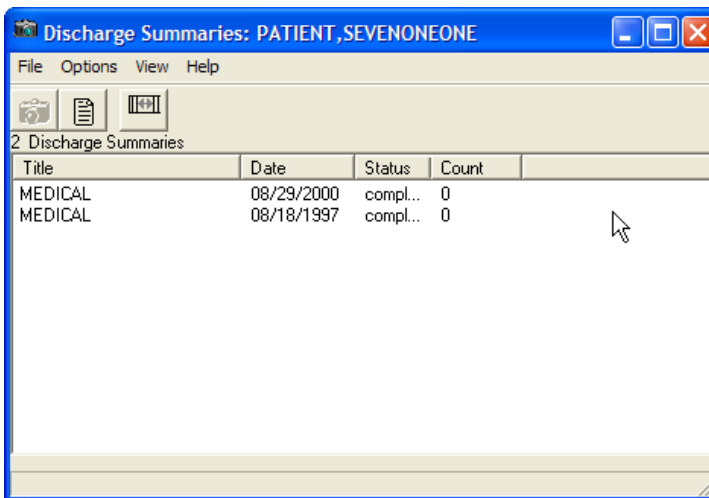 Discharge Summaries: PATIENT,SEVENONEONE
File Options View Help
2 Discharge Summaries
Title Date Status Count
MEDICAL 08/29/2000 compl... 0
MEDICAL 08/18/1997 compl... 0